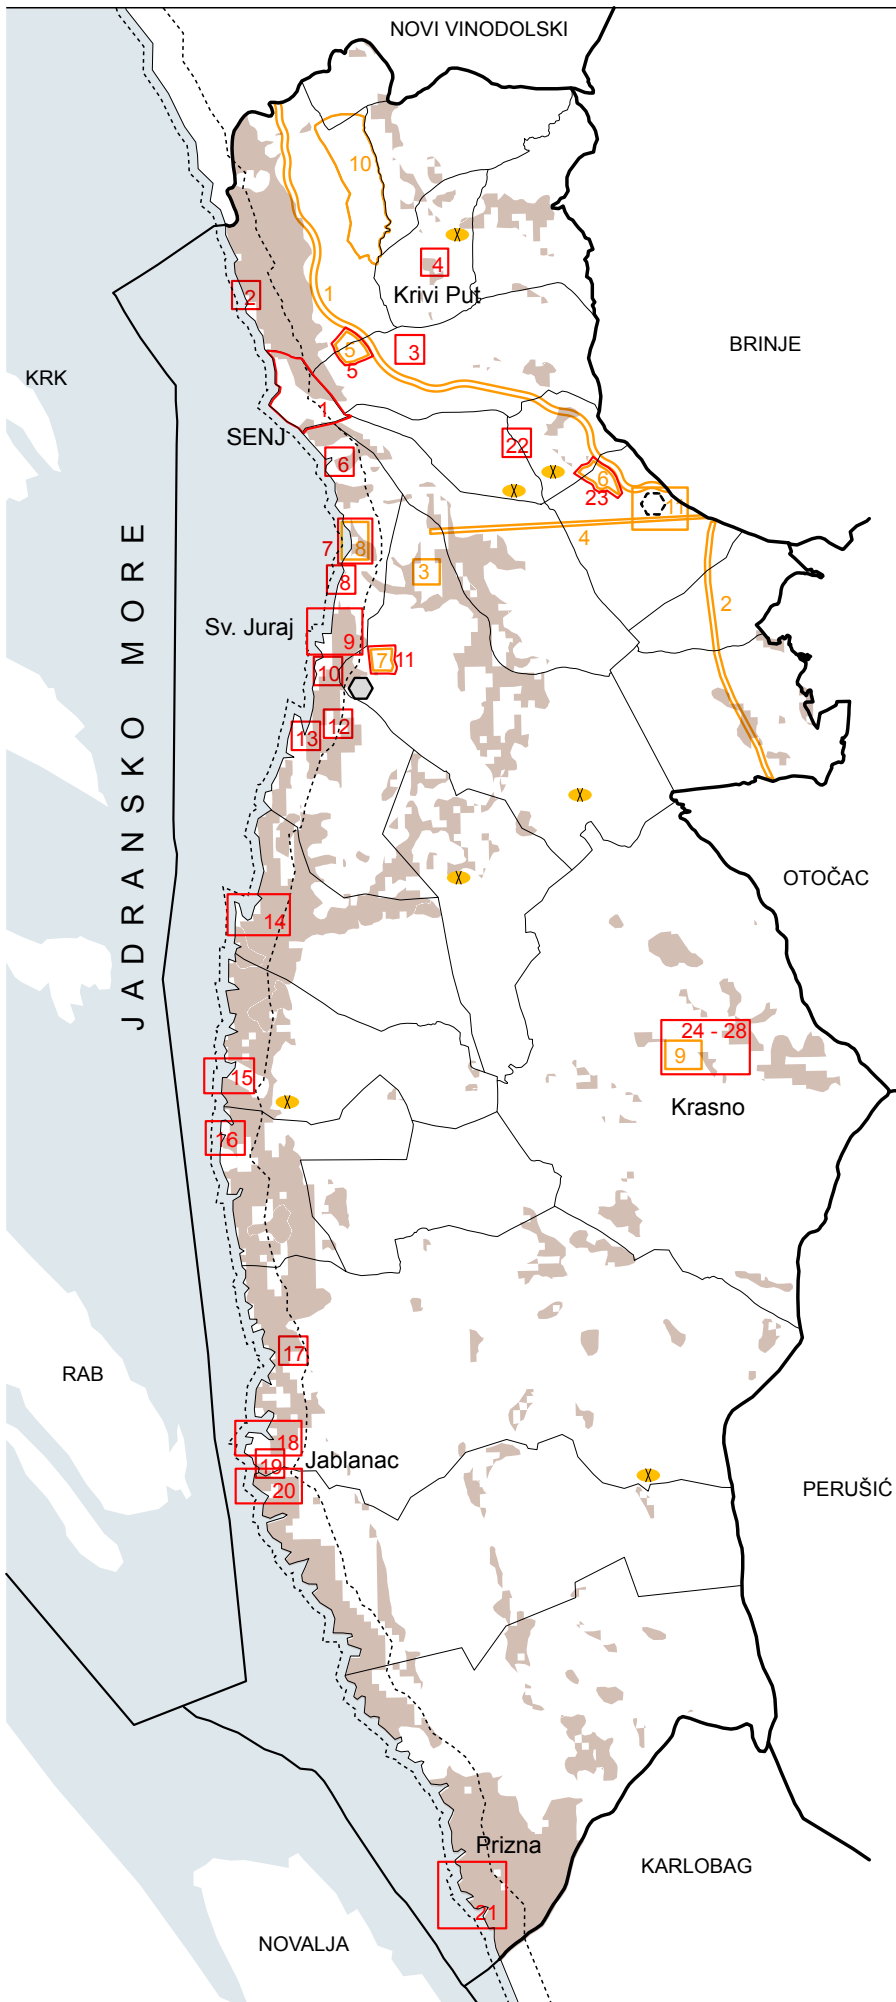 NOVI VINODOLSKI
10
4
Krivi Put
2
1
BRINJE
5
3
5
KRK
1
SENJ
22
6
6
23
11
4
7
8
3
8
2
Sv. Juraj
9
7
11
10
12
13
JADRANSKO MORE
OTOČAC
14
24 - 28
9
15
Krasno
16
17
RAB
18
Jablanac
19
20
PERUŠIĆ
Prizna
KARLOBAG
21
NOVALJA